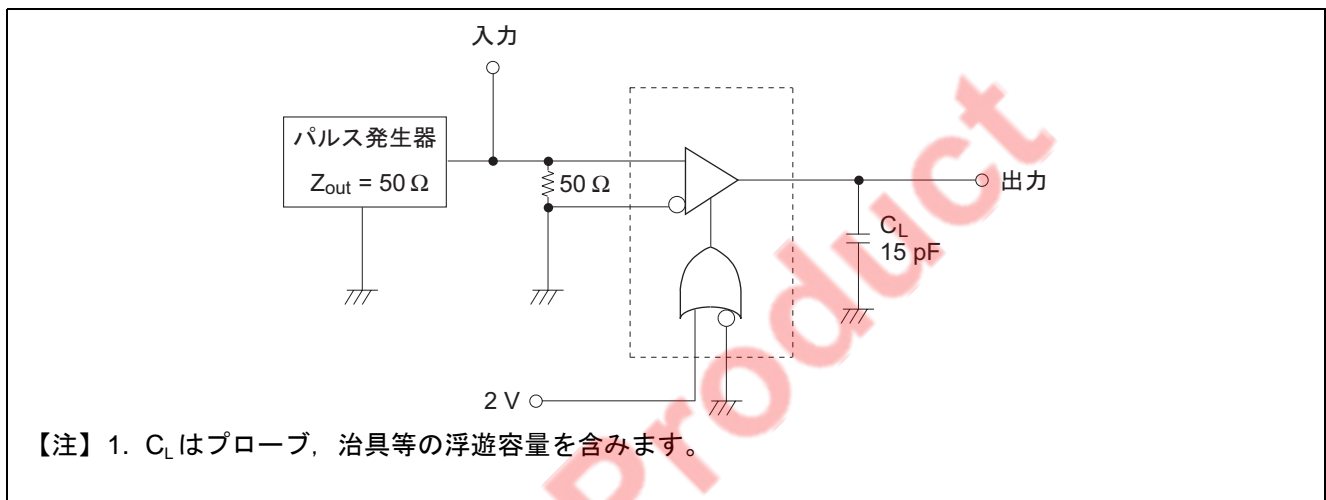 入力
パルス発生器
Zout = 50 Ω
50 Ω
出力
CL
15 pF
2 V
【注】 1. CLはプローブ，治具等の浮遊容量を含みます。
Product